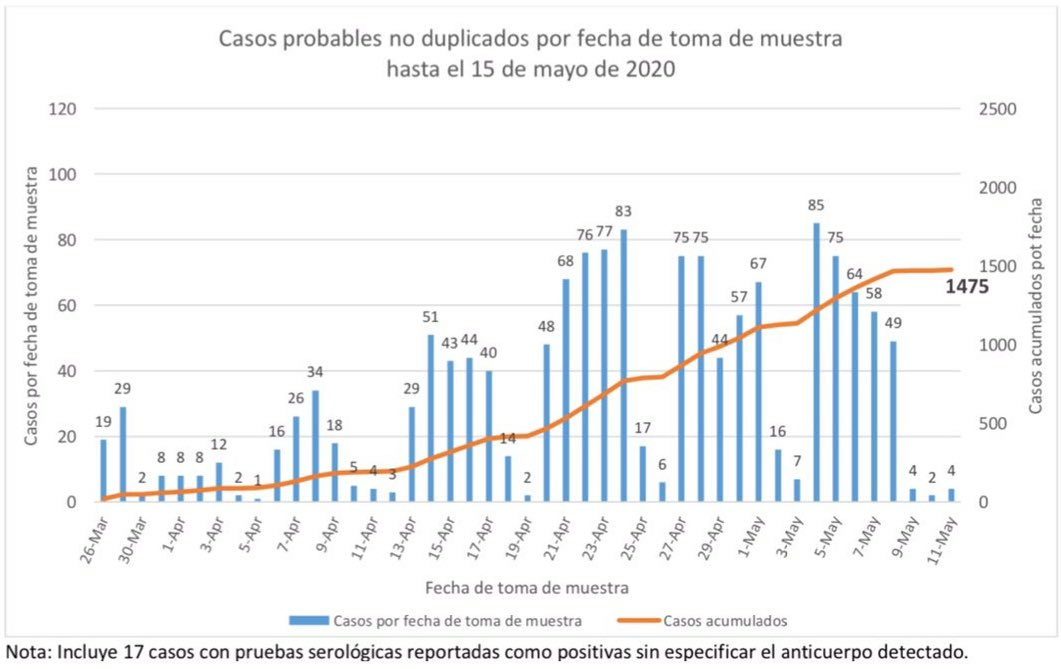 Casos probables no duplicados por fecha de toma de muestra
hasta el 15 de mayo de 2020
Casos por fecha de toma de muestra
120
100
80
60
40
20
0
19
29
2
8
8
8
12
2
1
16
26
34
18
5
4
3
29
51
43
44
40
14
2
48
68
76
77
83
17
6
75
75
44
57
67
16
7
85
75
64
58
49
4
2
4
1475
2500
2000
1500
1000
500
0
Casos acumulados pot fecha
26-Mar
30-Mar
1-Apr
3-Apr
5-Apr
7-Apr
9-Apr
11-Apr
13-Apr
15-Apr
17-Apr
19-Apr
21-Apr
23-Apr
25-Apr
27-Apr
29-Apr
1-May
3-May
5-May
7-May
9-May
11-May
Fecha de toma de muestra
Casos por fecha de toma de muestra
Casos acumulados
Nota: Incluye 17 casos con pruebas serológicas reportadas como positivas sin especificar el anticuerpo detectado.